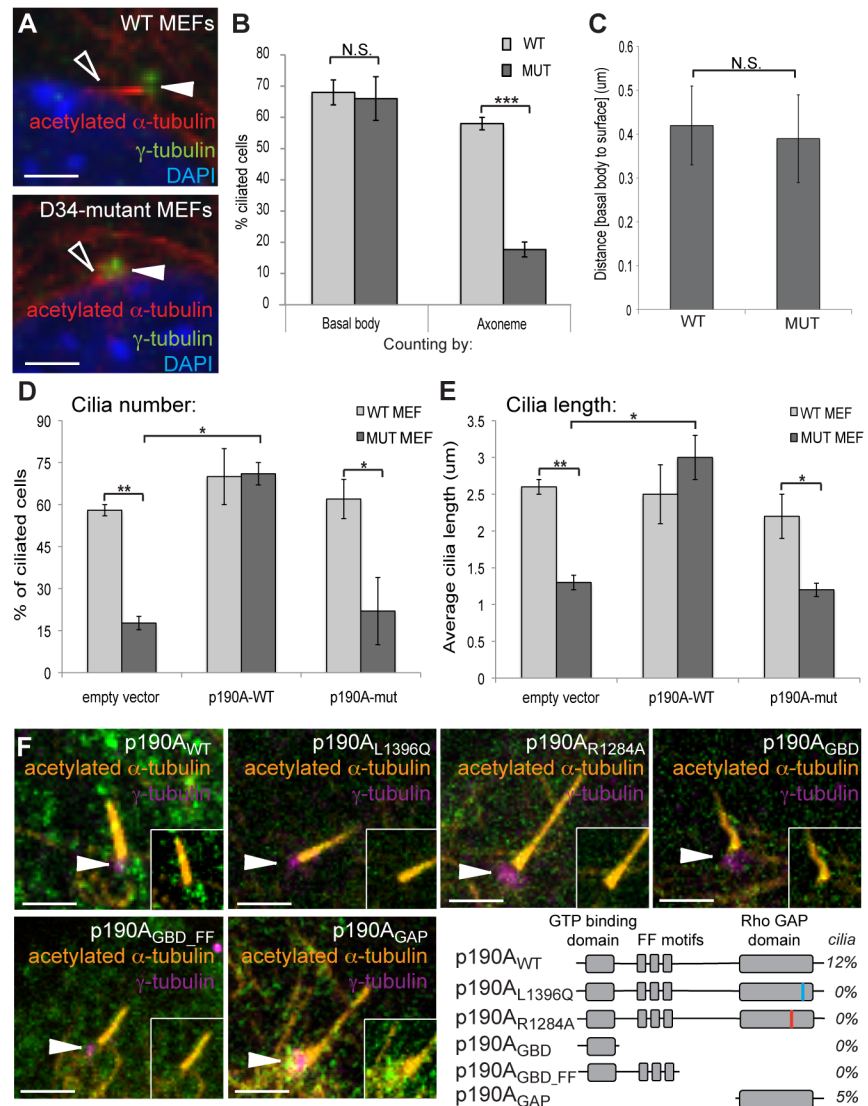 A
WT MEFs
acetylated α-tubulin
γ-tubulin
DAPI
D34-mutant MEFs
acetylated α-tubulin
γ-tubulin
DAPI
B
WT
MUT
N.S.
***
80
70
60
50
40
30
20
10
0
% ciliated cells
Basal body
Axoneme
Counting by:
C
N.S.
0.6
0.5
0.4
0.3
0.2
0.1
0
Distance [basal body to surface] (um)
WT
MUT
D
Cilia number:
WT MEF
MUT MEF
*
**
*
90
75
60
45
30
15
0
% of ciliated cells
empty vector
p190A-WT
p190A-mut
E
Cilia length:
WT MEF
MUT MEF
*
**
*
3.5
3
2.5
2
1.5
1
0.5
0
Average cilia length (um)
empty vector
p190A-WT
p190A-mut
F
p190AWT
acetylated α-tubulin
γ-tubulin
p190AL1396Q
acetylated α-tubulin
γ-tubulin
p190AR1284A
acetylated α-tubulin
γ-tubulin
p190AGBD
acetylated α-tubulin
γ-tubulin
p190AGBD_FF
acetylated α-tubulin
γ-tubulin
p190AGAP
acetylated α-tubulin
γ-tubulin
GTP binding domain FF motifs Rho GAP domain cilia
p190AWT 12%
p190AL1396Q 0%
p190AR1284A 0%
p190AGBD 0%
p190AGBD_FF 0%
p190AGAP 5%